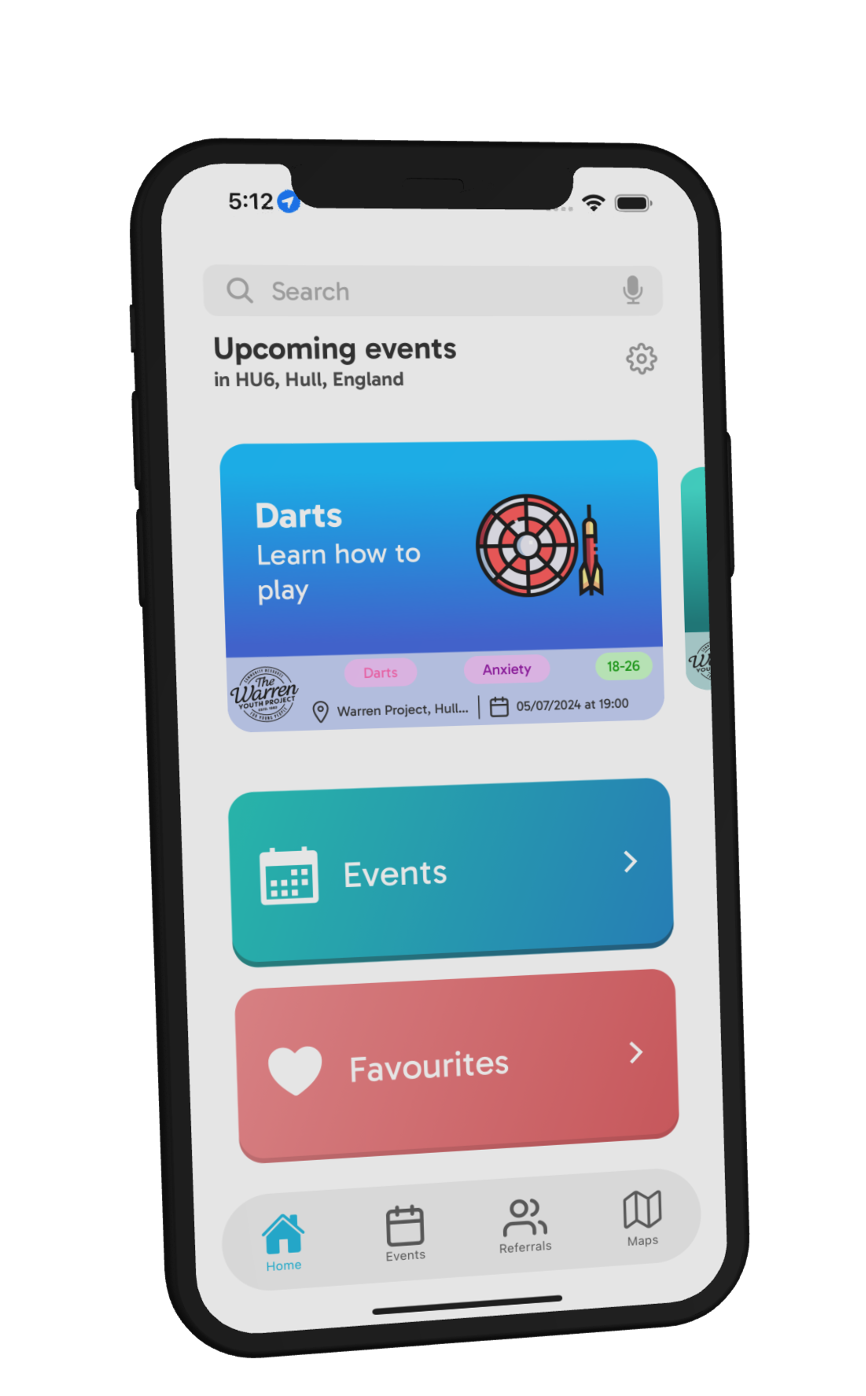 5:12
Search
Upcoming events
in HU6, Hull, England
Darts
Learn how to
play
Darts
Anxiety
18-26
The
Warren
YOUTH PROJECT
Warren Project, Hull...
05/07/2024 at 19:00
Events
Favourites
Home
Events
Referrals
Maps